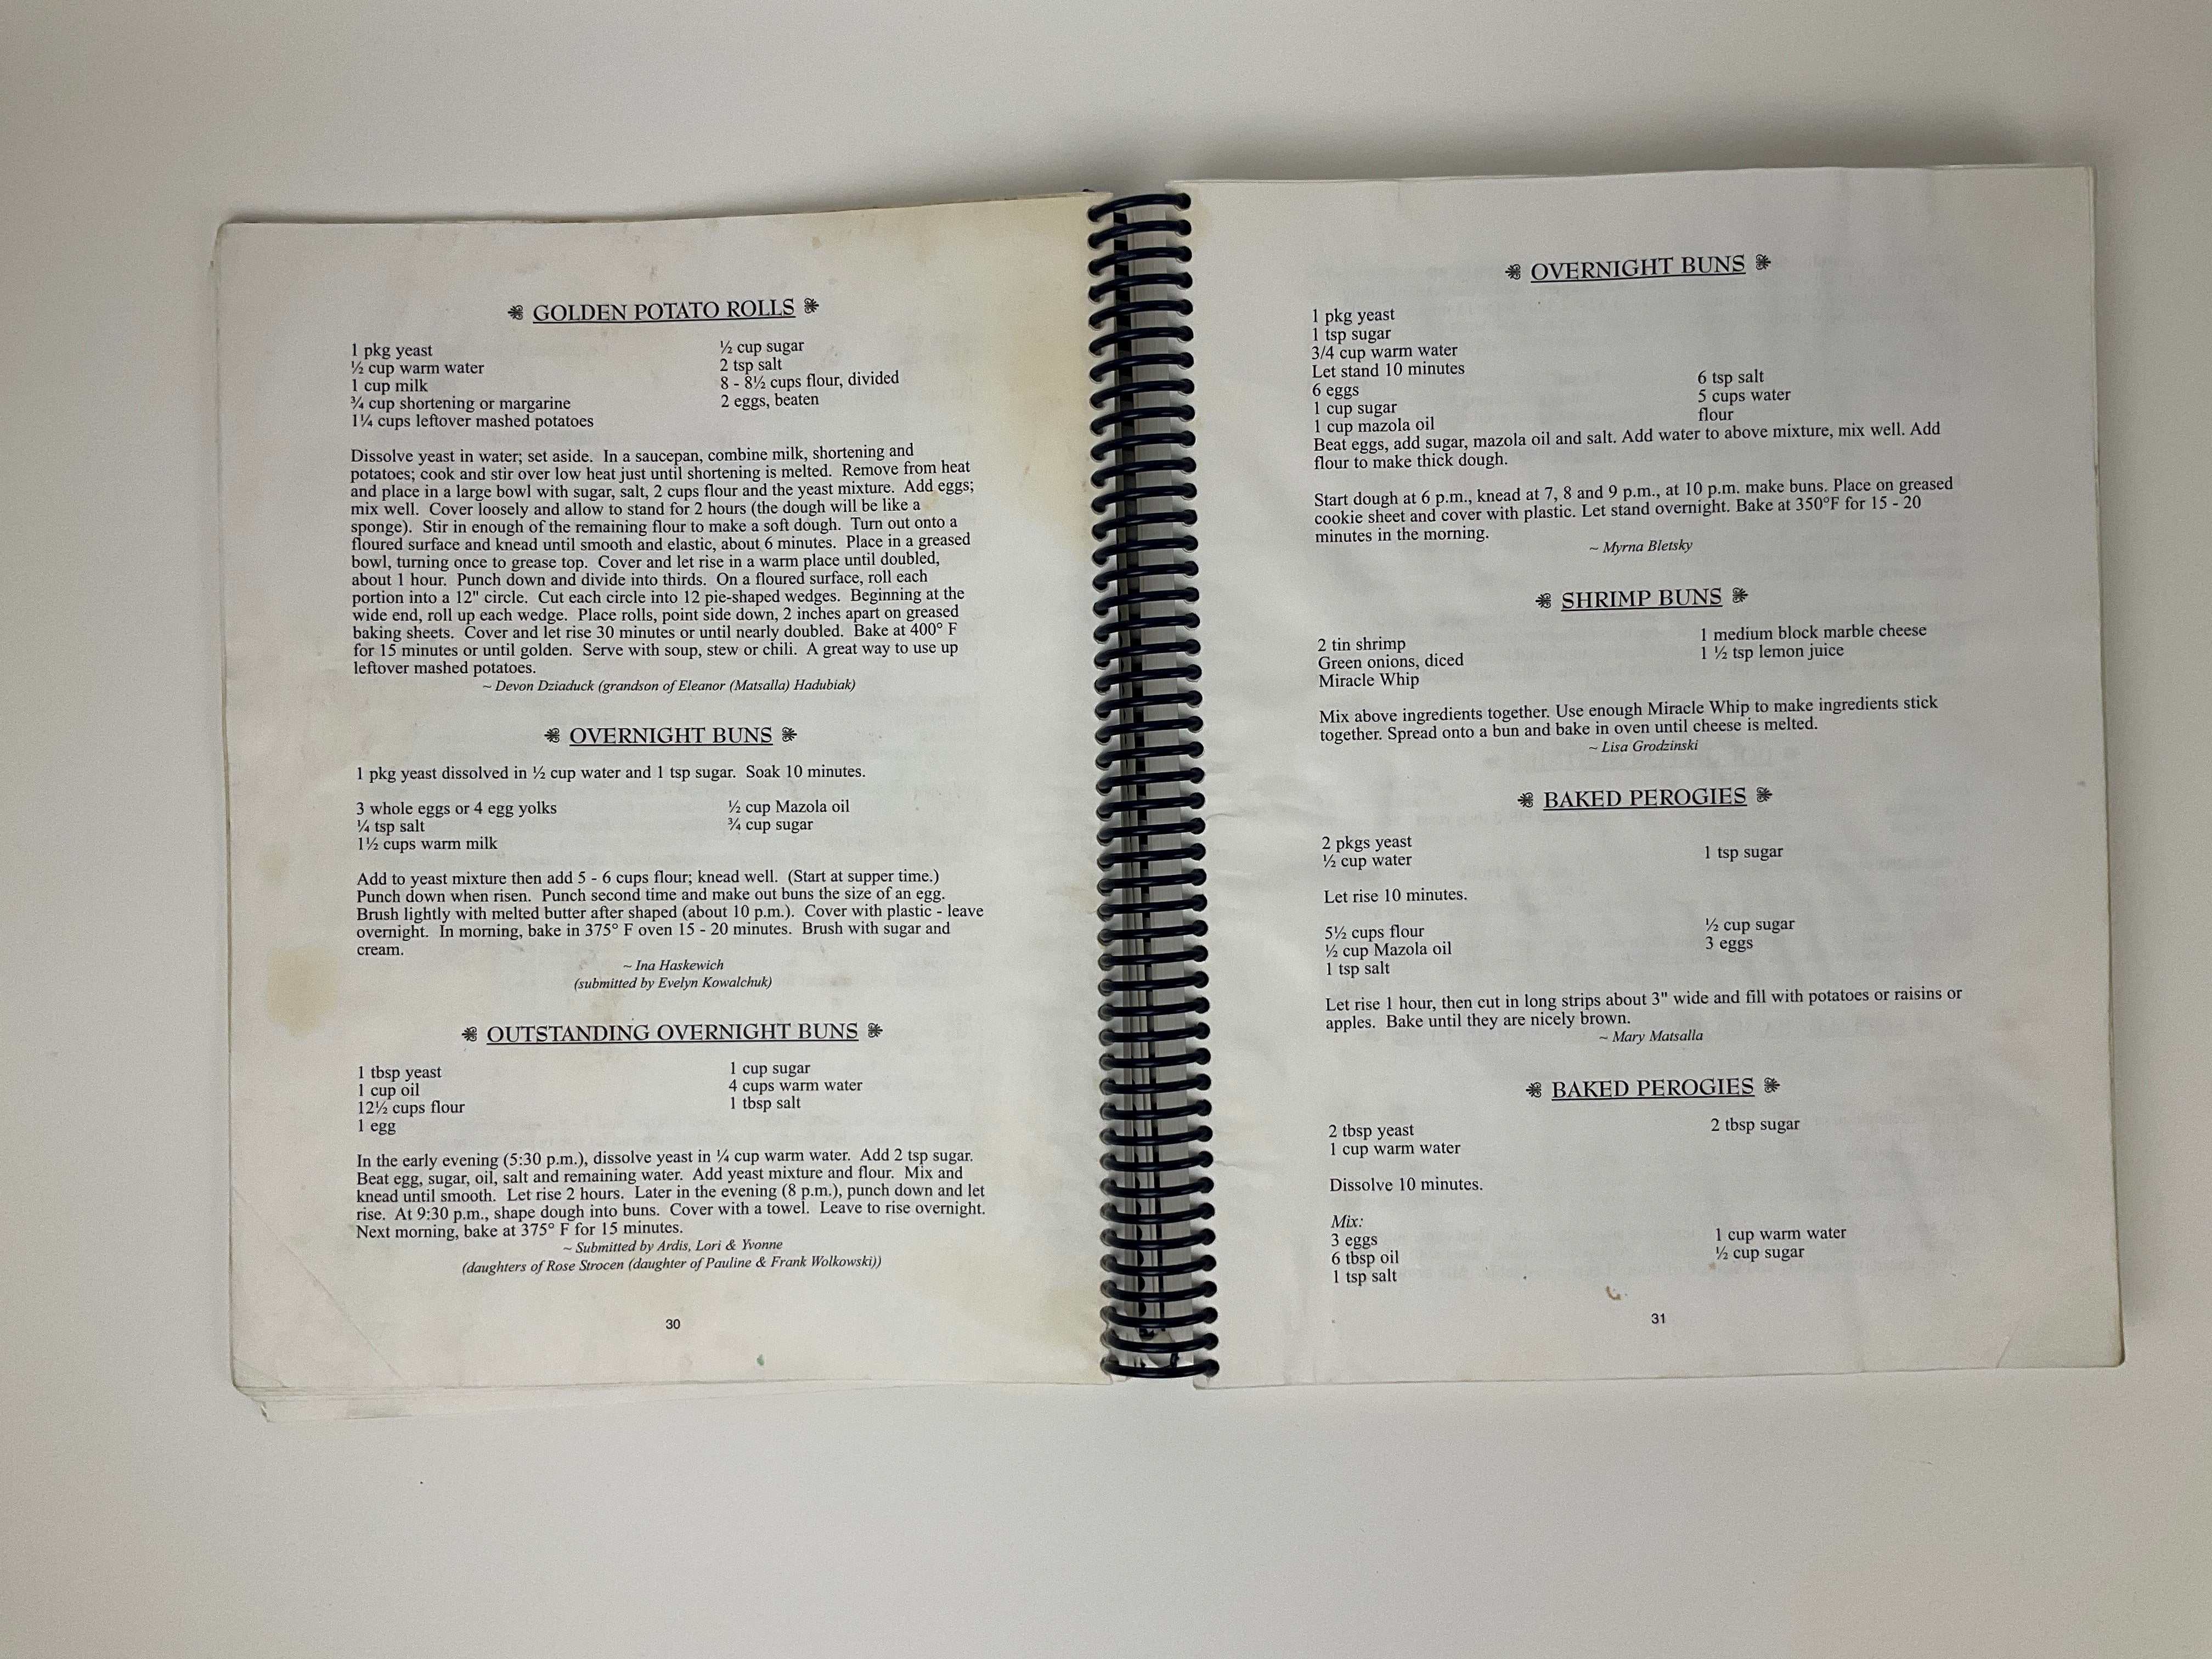 GOLDEN POTATO ROLLS
1 pkg yeast
½ cup warm water
1 cup milk
¾ cup shortening or margarine
1¼ cups leftover mashed potatoes
½ cup sugar
2 tsp salt
8 - 8½ cups flour, divided
2 eggs, beaten
Dissolve yeast in water; set aside. In a saucepan, combine milk, shortening and
potatoes; cook and stir over low heat just until shortening is melted. Remove from heat
and place in a large bowl with sugar, salt, 2 cups flour and the yeast mixture. Add eggs;
mix well. Cover loosely and allow to stand for 2 hours (the dough will be like a
sponge). Stir in enough of the remaining flour to make a soft dough. Turn out onto a
floured surface and knead until smooth and elastic, about 6 minutes. Place in a greased
bowl, turning once to grease top. Cover and let rise in a warm place until doubled,
about 1 hour. Punch down and divide into thirds. On a floured surface, roll each
portion into a 12" circle. Cut each circle into 12 pie-shaped wedges. Beginning at the
wide end, roll up each wedge. Place rolls, point side down, 2 inches apart on greased
baking sheets. Cover and let rise 30 minutes or until nearly doubled. Bake at 400° F
for 15 minutes or until golden. Serve with soup, stew or chili. A great way to use up
leftover mashed potatoes.
~ Devon Dziaduck (grandson of Eleanor (Matsalla) Hadubiak)
OVERNIGHT BUNS
1 pkg yeast dissolved in ½ cup water and 1 tsp sugar. Soak 10 minutes.
3 whole eggs or 4 egg yolks
¼ tsp salt
1½ cups warm milk
½ cup Mazola oil
¾ cup sugar
Add to yeast mixture then add 5 - 6 cups flour; knead well. (Start at supper time.)
Punch down when risen. Punch second time and make out buns the size of an egg.
Brush lightly with melted butter after shaped (about 10 p.m.). Cover with plastic - leave
overnight. In morning, bake in 375° F oven 15 - 20 minutes. Brush with sugar and
cream.
~ Ina Haskewich
(submitted by Evelyn Kowalchuk)
OUTSTANDING OVERNIGHT BUNS
1 tbsp yeast
1 cup oil
12½ cups flour
1 egg
1 cup sugar
4 cups warm water
1 tbsp salt
In the early evening (5:30 p.m.), dissolve yeast in ¼ cup warm water. Add 2 tsp sugar.
Beat egg, sugar, oil, salt and remaining water. Add yeast mixture and flour. Mix and
knead until smooth. Let rise 2 hours. Later in the evening (8 p.m.), punch down and let
rise. At 9:30 p.m., shape dough into buns. Cover with a towel. Leave to rise overnight.
Next morning, bake at 375° F for 15 minutes.
~ Submitted by Ardis, Lori & Yvonne
(daughters of Rose Strocen (daughter of Pauline & Frank Wolkowski))
30
OVERNIGHT BUNS
1 pkg yeast
1 tsp sugar
3/4 cup warm water
Let stand 10 minutes
6 eggs
1 cup sugar
1 cup mazola oil
6 tsp salt
5 cups water
flour
Beat eggs, add sugar, mazola oil and salt. Add water to above mixture, mix well. Add
flour to make thick dough.
Start dough at 6 p.m., knead at 7, 8 and 9 p.m., at 10 p.m. make buns. Place on greased
cookie sheet and cover with plastic. Let stand overnight. Bake at 350°F for 15 - 20
minutes in the morning.
~ Myrna Bletsky
SHRIMP BUNS
2 tin shrimp
Green onions, diced
Miracle Whip
1 medium block marble cheese
1 ½ tsp lemon juice
Mix above ingredients together. Use enough Miracle Whip to make ingredients stick
together. Spread onto a bun and bake in oven until cheese is melted.
~ Lisa Grodzinski
BAKED PEROGIES
2 pkgs yeast
½ cup water
1 tsp sugar
Let rise 10 minutes.
5½ cups flour
½ cup Mazola oil
1 tsp salt
½ cup sugar
3 eggs
Let rise 1 hour, then cut in long strips about 3" wide and fill with potatoes or raisins or
apples. Bake until they are nicely brown.
~ Mary Matsalla
BAKED PEROGIES
2 tbsp yeast
1 cup warm water
2 tbsp sugar
Dissolve 10 minutes.
Mix:
3 eggs
6 tbsp oil
1 tsp salt
1 cup warm water
½ cup sugar
31